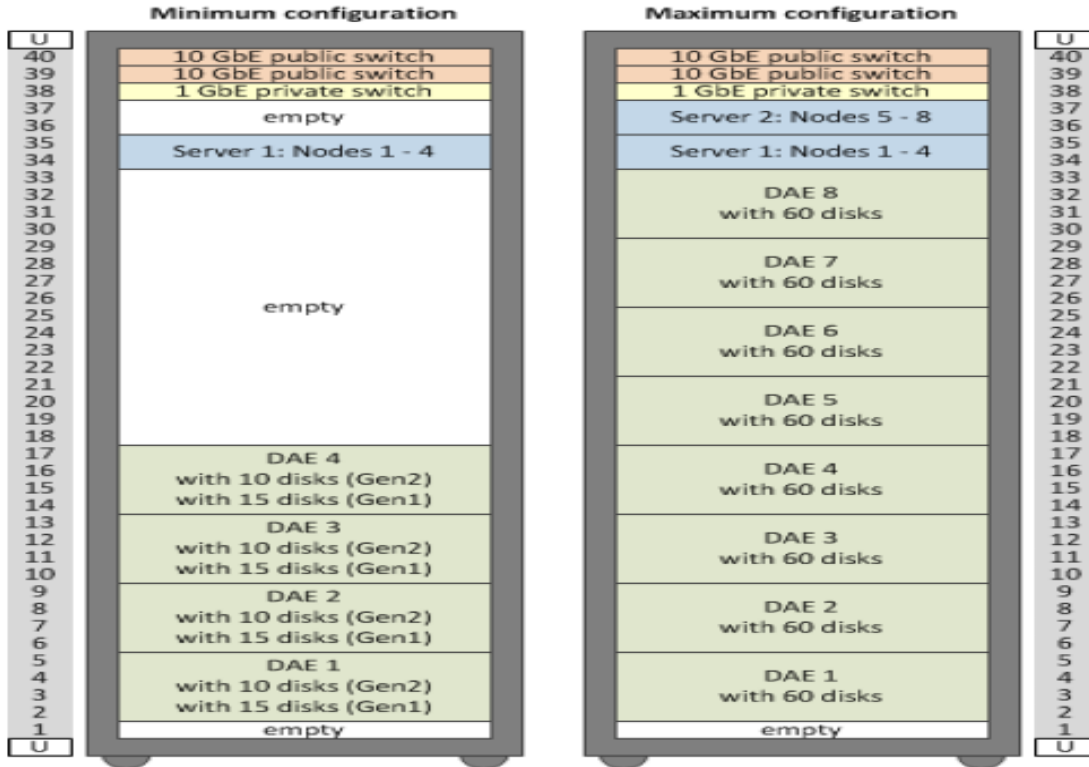 Minimum configuration
U
40
39
38
37
36
35
34
33
32
31
30
29
28
27
26
25
24
23
22
21
20
19
18
17
16
15
14
13
12
11
10
9
8
7
6
5
4
3
2
1
U
10 GbE public switch
10 GbE public switch
1 GbE private switch
empty
Server 1: Nodes 1 - 4
empty
DAE 4
with 10 disks (Gen2)
with 15 disks (Gen1)
DAE 3
with 10 disks (Gen2)
with 15 disks (Gen1)
DAE 2
with 10 disks (Gen2)
with 15 disks (Gen1)
DAE 1
with 10 disks (Gen2)
with 15 disks (Gen1)
empty
Maximum configuration
10 GbE public switch
10 GbE public switch
1 GbE private switch
Server 2: Nodes 5 - 8
Server 1: Nodes 1 - 4
DAE 8
with 60 disks
DAE 7
with 60 disks
DAE 6
with 60 disks
DAE 5
with 60 disks
DAE 4
with 60 disks
DAE 3
with 60 disks
DAE 2
with 60 disks
DAE 1
with 60 disks
empty
U
40
39
38
37
36
35
34
33
32
31
30
29
28
27
26
25
24
23
22
21
20
19
18
17
16
15
14
13
12
11
10
9
8
7
6
5
4
3
2
1
U